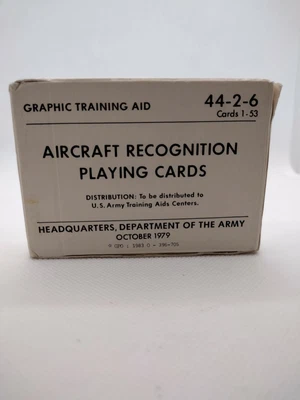 GRAPHIC TRAINING AID
44-2-6
Cards 1-53
AIRCRAFT RECOGNITION
PLAYING CARDS
DISTRIBUTION: To be distributed to
U.S. Army Training Aids Centers.
HEADQUARTERS, DEPARTMENT OF THE ARMY
OCTOBER 1979